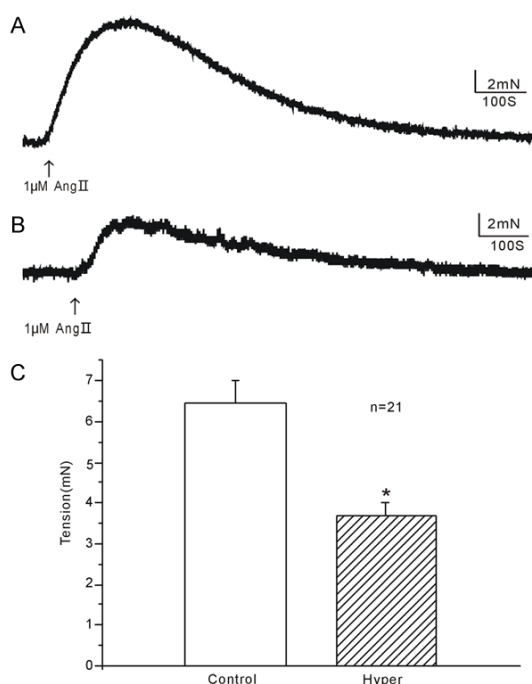 A
2mN
100S
↑
1μM AngⅡ
B
2mN
100S
↑
1μM AngⅡ
C
7
6
5
4
3
2
1
0
Tension(mN)
n=21
*
Control
Hyper